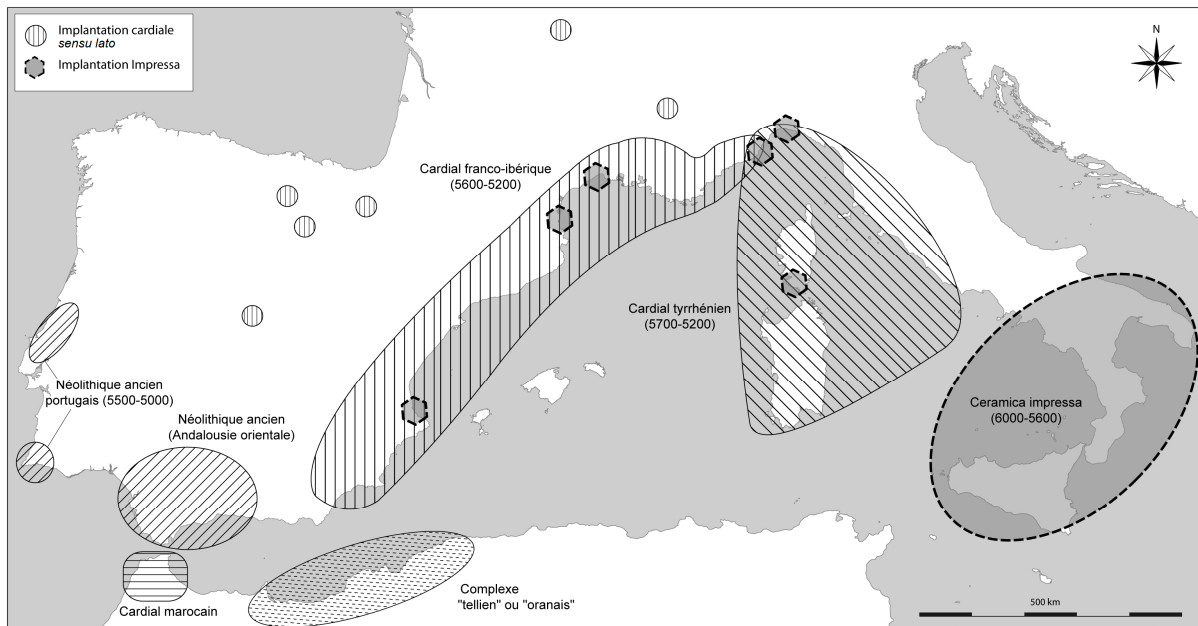 Implantation cardiale
sensu lato
Implantation Impressa
N
Cardial franco-ibérique
(5600-5200)
Cardial tyrrhénien
(5700-5200)
Néolithique ancien
portugais (5500-5000)
Néolithique ancien
(Andalousie orientale)
Ceramica impressa
(6000-5600)
Cardial marocain
Complexe
"tellien" ou "oranais"
500 km